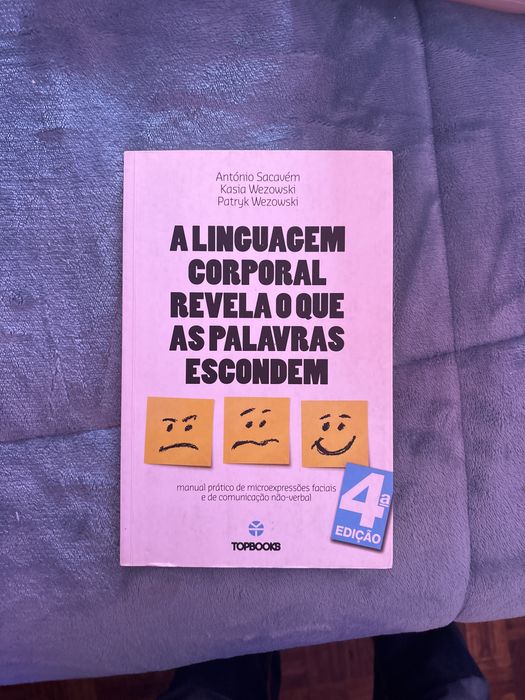 António Sacavém
Kasia Wezowski
Patryk Wezowski
A LINGUAGEM
CORPORAL
REVELA O QUE
AS PALAVRAS
ESCONDEM
manual prático de microexpressões faciais
e de comunicação não-verbal
4ª
EDIÇÃO
TOPBOOKS